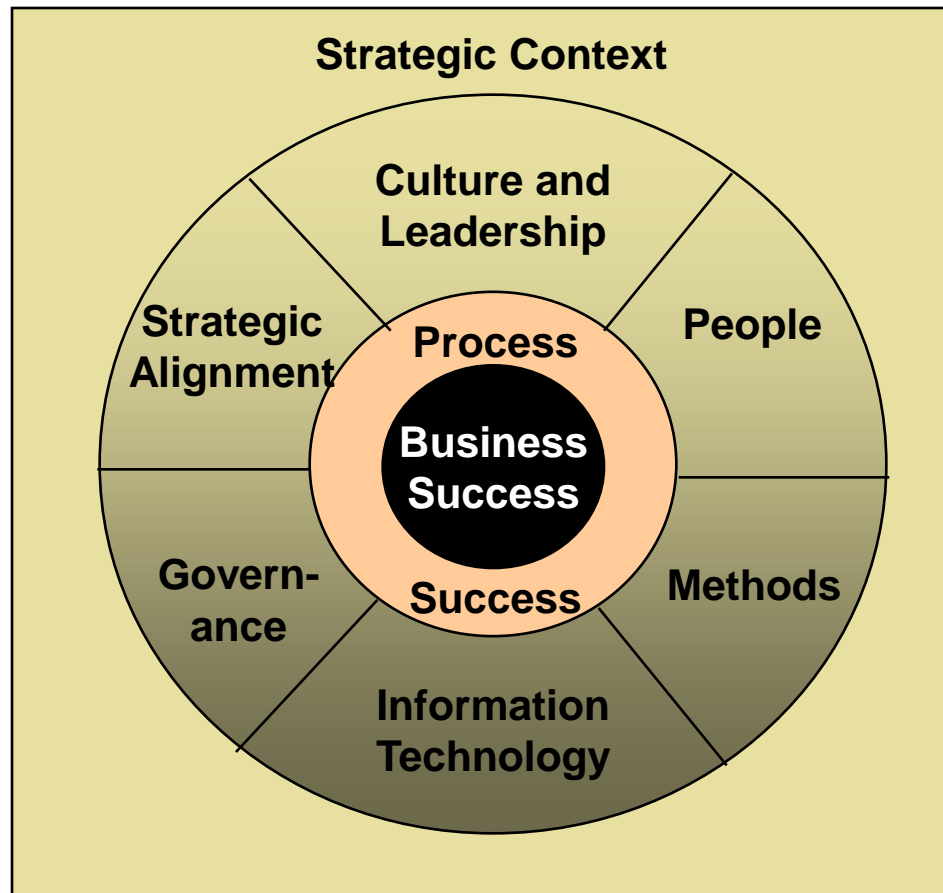 Strategic Context
Culture and
Leadership
Strategic
Alignment
People
Process
Business
Success
Success
Govern-
ance
Methods
Information
Technology